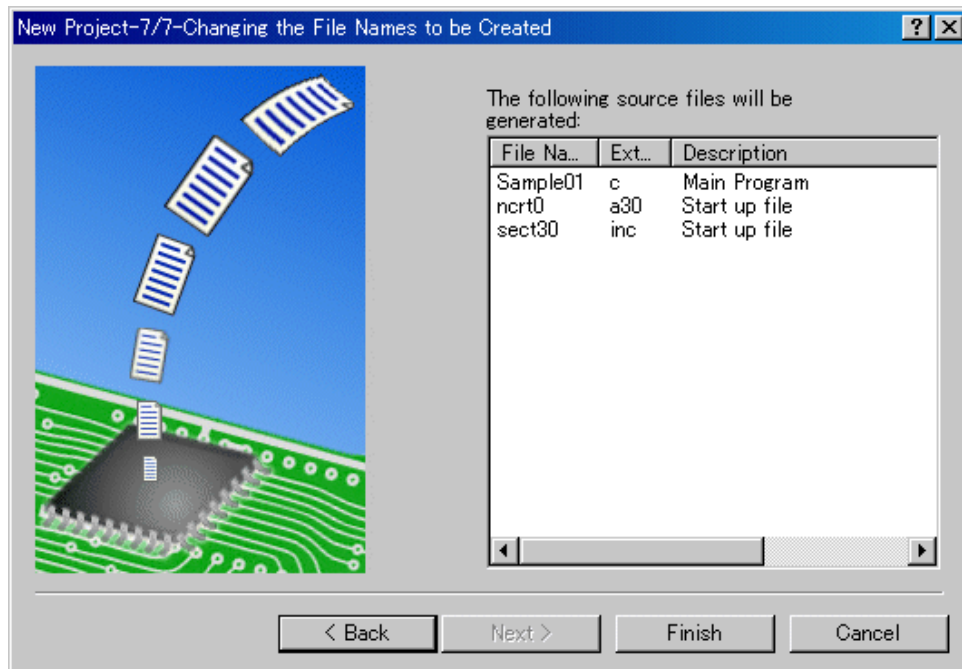 New Project-7/7-Changing the File Names to be Created
The following source files will be
generated:
File Na... Ext... Description
Sample01 c Main Program
ncrt0 a30 Start up file
sect30 inc Start up file
< Back Next > Finish Cancel